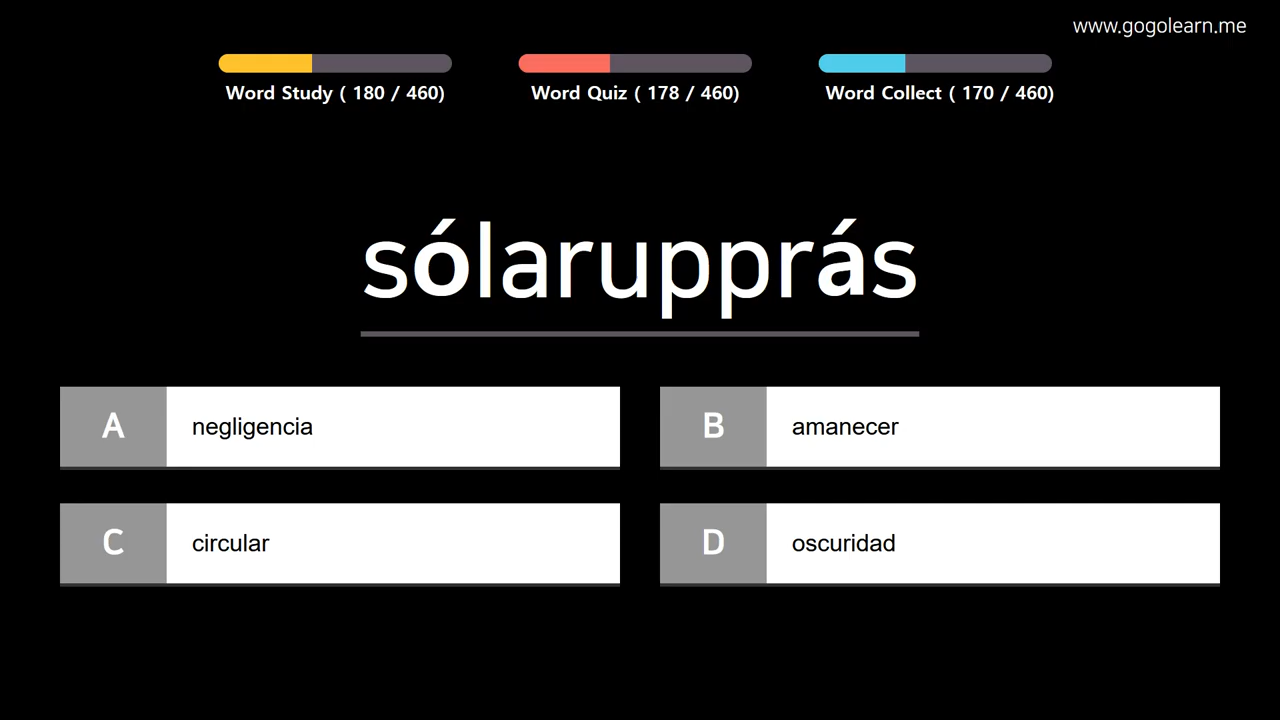 www.gogolearn.me
Word Study ( 180 / 460)
Word Quiz ( 178 / 460)
Word Collect ( 170 / 460)
sólarupprás
A negligencia
B amanecer
C circular
D oscuridad